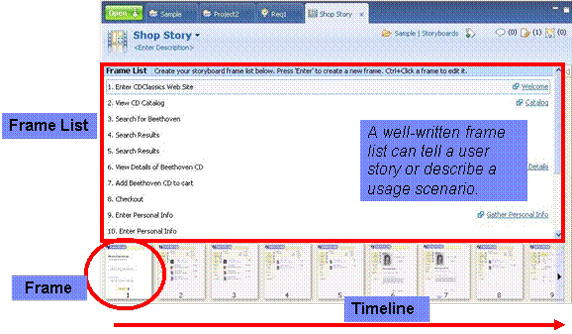 Open
Sample
Project2
Req1
Shop Story
Shop Story
<Enter Description>
Sample | Storyboards
(0)
(1)
(0)
Frame List Create your storyboard frame list below. Press 'Enter' to create a new frame. Ctrl+Click a frame to edit it.
1. Enter CDClassics Web Site
Welcome
2. View CD Catalog
Catalog
3. Search for Beethoven
4. Search Results
5. Search Results
6. View Details of Beethoven CD
Details
7. Add Beethoven CD to cart
8. Checkout
9. Enter Personal Info
Gather Personal Info
10. Enter Personal Info
Frame List
A well-written frame
list can tell a user
story or describe a
usage scenario.
1
2
3
4
5
6
7
8
9
Frame
Timeline